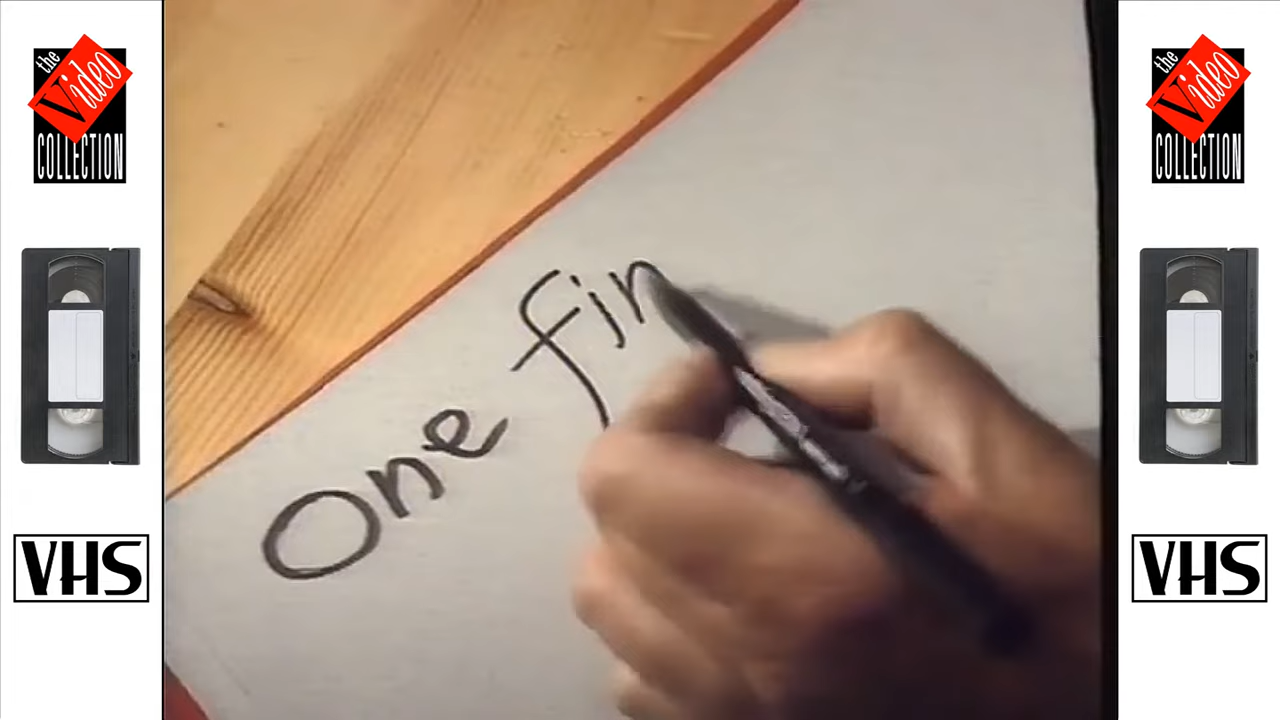 the
Video
COLLECTION
VHS
One fin
the
Video
COLLECTION
VHS